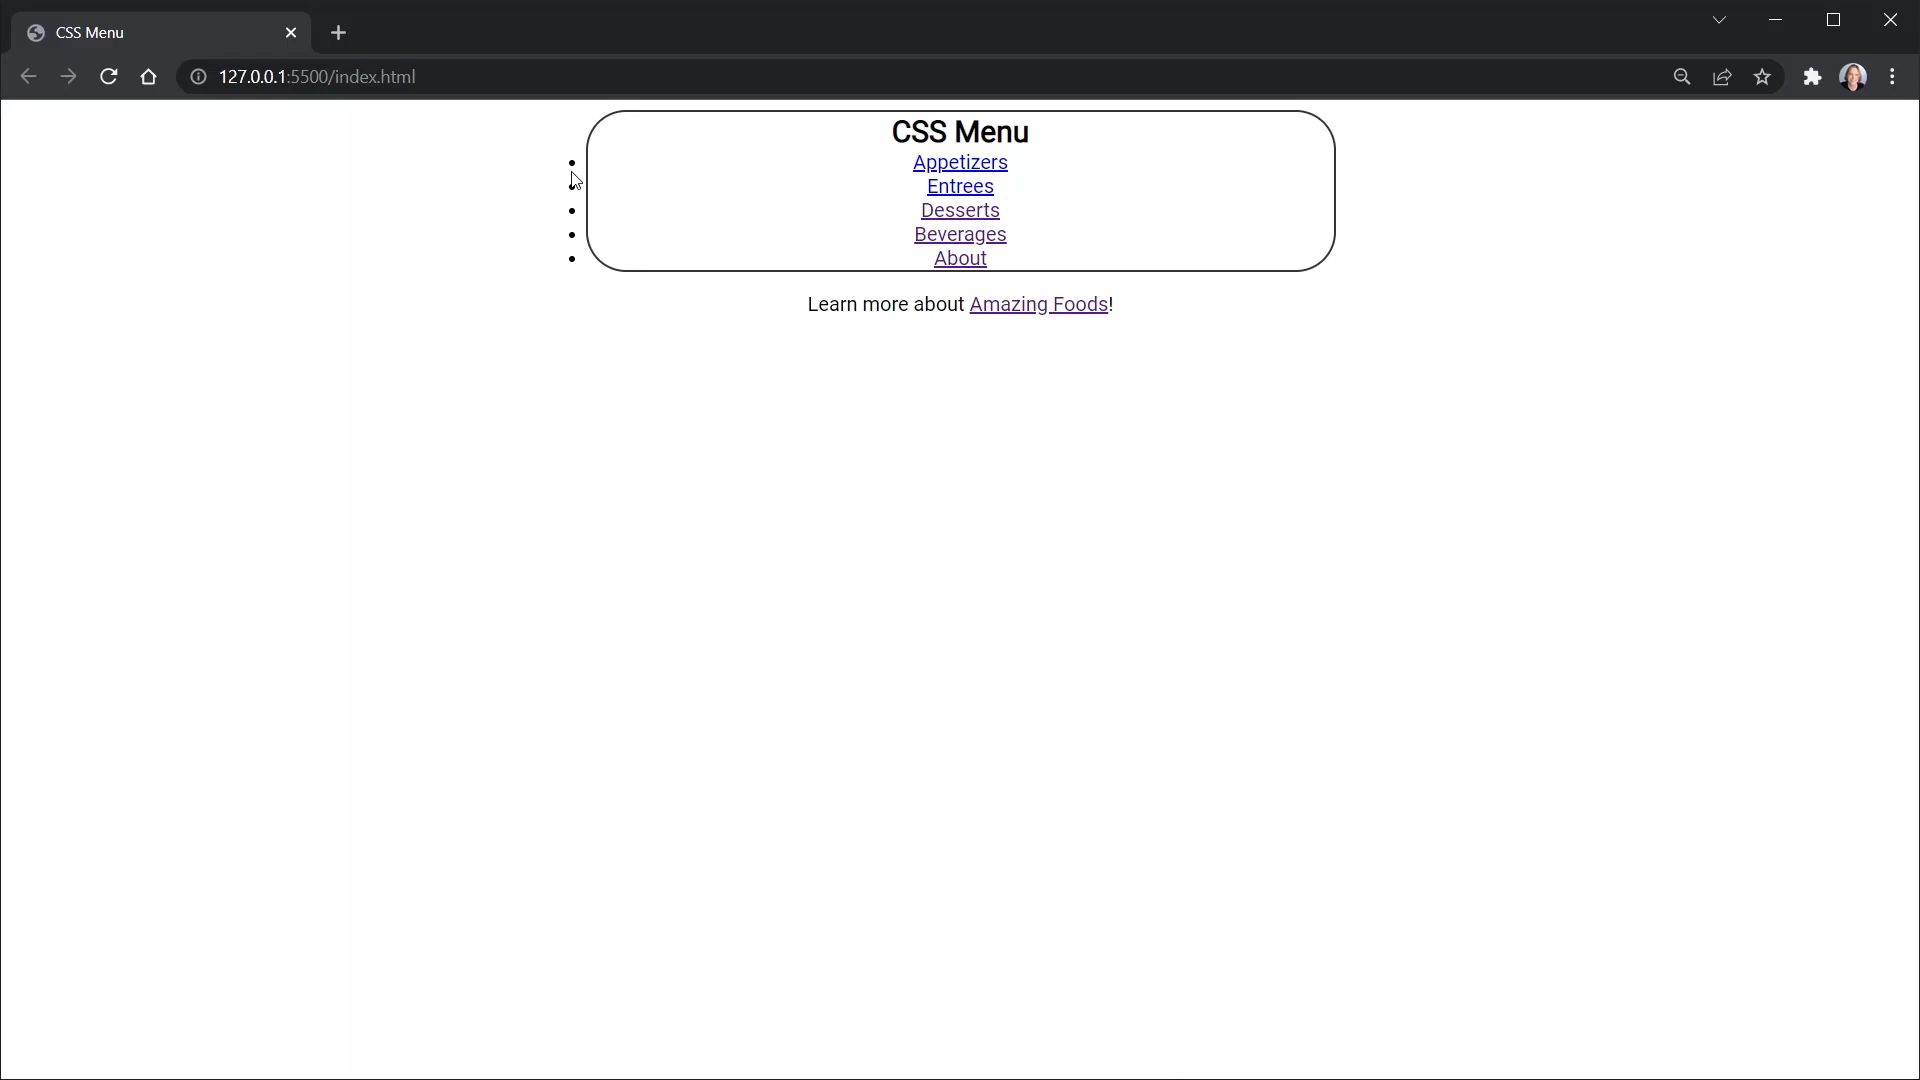 CSS Menu
127.0.0.1:5500/index.html
CSS Menu
Appetizers
Entrees
Desserts
Beverages
About
Learn more about Amazing Foods!